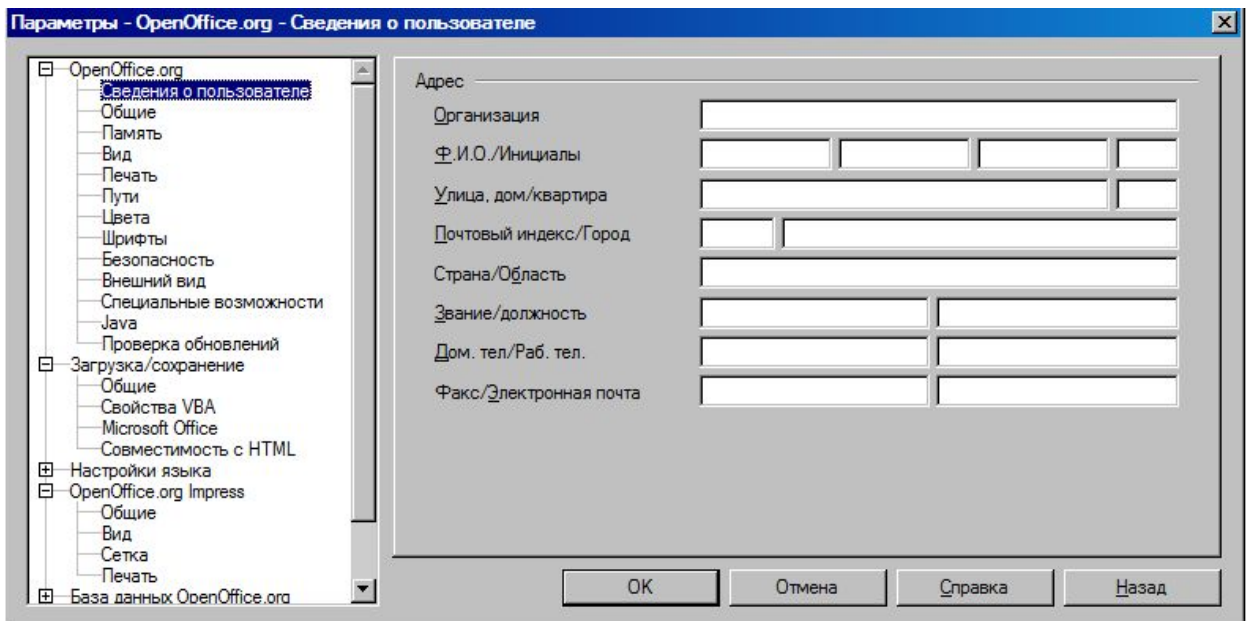 Параметры - OpenOffice.org - Сведения о пользователе
OpenOffice.org
Сведения о пользователе
Общие
Память
Вид
Печать
Пути
Цвета
Шрифты
Безопасность
Внешний вид
Специальные возможности
Java
Проверка обновлений
Загрузка/сохранение
Общие
Свойства VBA
Microsoft Office
Совместимость с HTML
Настройки языка
OpenOffice.org Impress
Общие
Вид
Сетка
Печать
База данных OpenOffice.org
Адрес
Организация
Ф.И.О./Инициалы
Улица, дом/квартира
Почтовый индекс/Город
Страна/Область
Звание/должность
Дом. тел/Раб. тел.
Факс/Электронная почта
OK Отмена Справка Назад